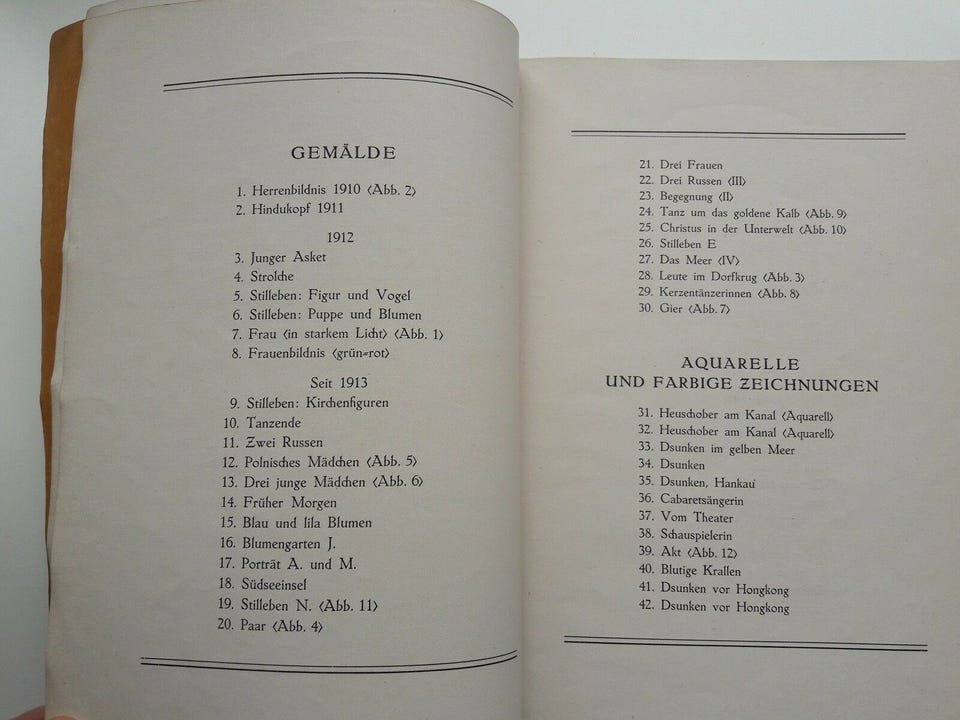 GEMÄLDE
1. Herrenbildnis 1910 ‹Abb. 2›
2. Hindukopf 1911
1912
3. Junger Asket
4. Strolche
5. Stilleben: Figur und Vogel
6. Stilleben: Puppe und Blumen
7. Frau ‹in starkem Licht› ‹Abb. 1›
8. Frauenbildnis ‹grün=rot›
Seit 1913
9. Stilleben: Kirchenfiguren
10. Tanzende
11. Zwei Russen
12. Polnisches Mädchen ‹Abb. 5›
13. Drei junge Mädchen ‹Abb. 6›
14. Früher Morgen
15. Blau und lila Blumen
16. Blumengarten J.
17. Porträt A. und M.
18. Südseeinsel
19. Stilleben N. ‹Abb. 11›
20. Paar ‹Abb. 4›
21. Drei Frauen
22. Drei Russen ‹III›
23. Begegnung ‹II›
24. Tanz um das goldene Kalb ‹Abb. 9›
25. Christus in der Unterwelt ‹Abb. 10›
26. Stilleben E
27. Das Meer ‹IV›
28. Leute im Dorfkrug ‹Abb. 3›
29. Kerzentänzerinnen ‹Abb. 8›
30. Gier ‹Abb. 7›
AQUARELLE
UND FARBIGE ZEICHNUNGEN
31. Heuschober am Kanal ‹Aquarell›
32. Heuschober am Kanal ‹Aquarell›
33. Dsunken im gelben Meer
34. Dsunken
35. Dsunken, Hankau
36. Cabaretsängerin
37. Vom Theater
38. Schauspielerin
39. Akt ‹Abb. 12›
40. Blutige Krallen
41. Dsunken vor Hongkong
42. Dsunken vor Hongkong